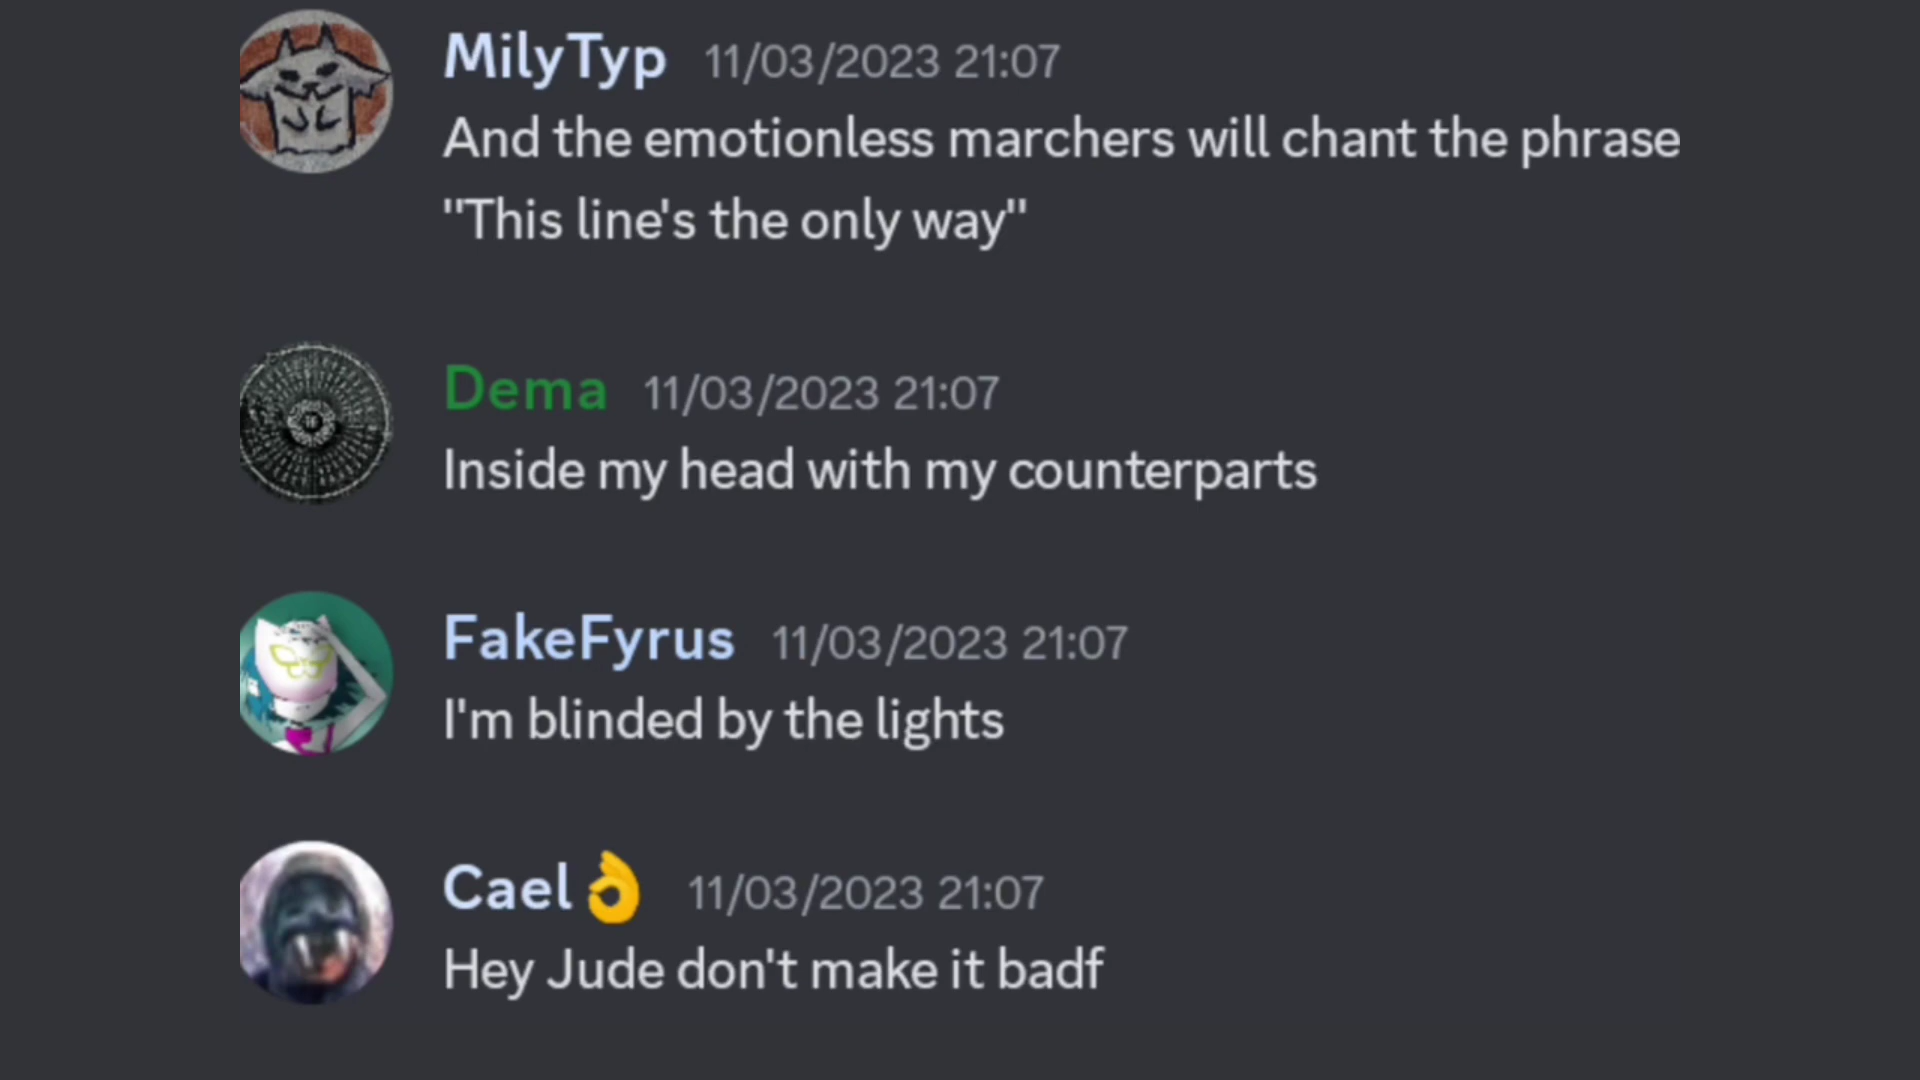 MilyTyp 11/03/2023 21:07
And the emotionless marchers will chant the phrase
"This line's the only way"
Dema 11/03/2023 21:07
Inside my head with my counterparts
FakeFyrus 11/03/2023 21:07
I'm blinded by the lights
Cael👌 11/03/2023 21:07
Hey Jude don't make it badf